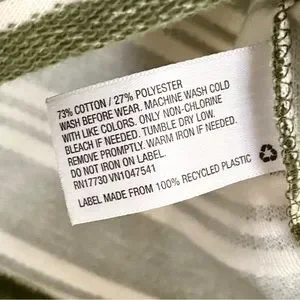 73% COTTON / 27% POLYESTER
WASH BEFORE WEAR. MACHINE WASH COLD
WITH LIKE COLORS. ONLY NON-CHLORINE
BLEACH IF NEEDED. TUMBLE DRY LOW.
REMOVE PROMPTLY. WARM IRON IF NEEDED.
DO NOT IRON ON LABEL.
RN17730 VN1047541
LABEL MADE FROM 100% RECYCLED PLASTIC